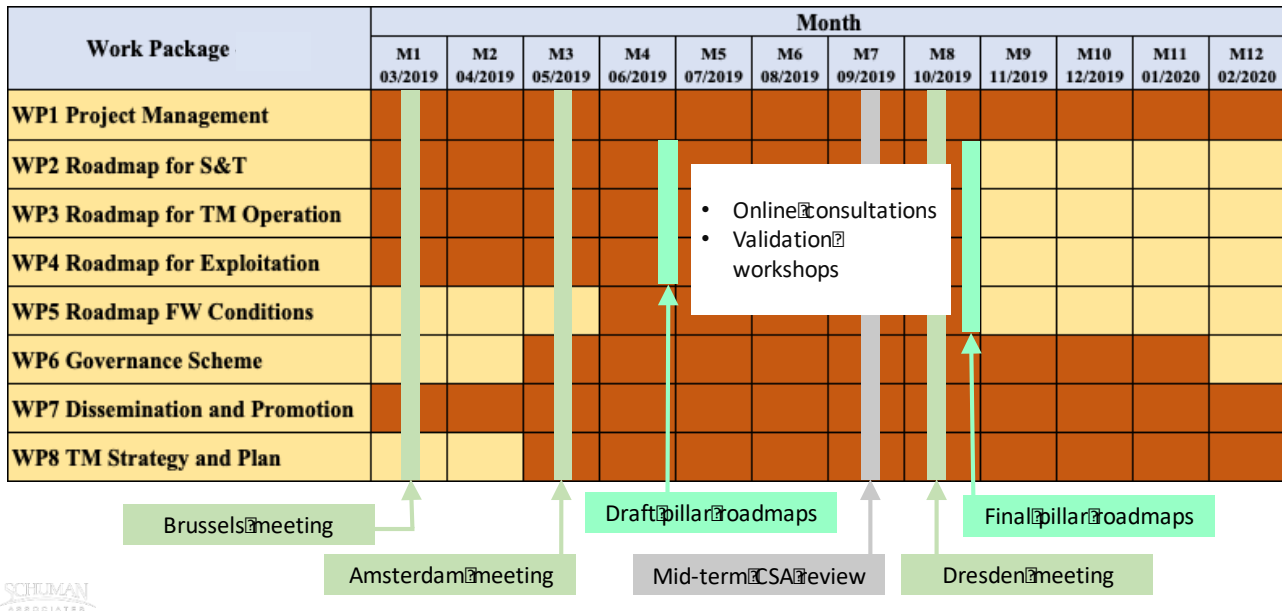 Work Package
Month
M1 M2 M3 M4 M5 M6 M7 M8 M9 M10 M11 M12
03/2019 04/2019 05/2019 06/2019 07/2019 08/2019 09/2019 10/2019 11/2019 12/2019 01/2020 02/2020
WP1 Project Management
WP2 Roadmap for S&T
WP3 Roadmap for TM Operation
WP4 Roadmap for Exploitation
WP5 Roadmap FW Conditions
WP6 Governance Scheme
WP7 Dissemination and Promotion
WP8 TM Strategy and Plan
• Online⍰consultations
• Validation⍰
workshops
Brussels⍰meeting
Draft⍰pillar⍰roadmaps
Final⍰pillar⍰roadmaps
Amsterdam⍰meeting
Mid-term⍰CSA⍰review
Dresden⍰meeting
SCHUMAN
ASSOCIATES